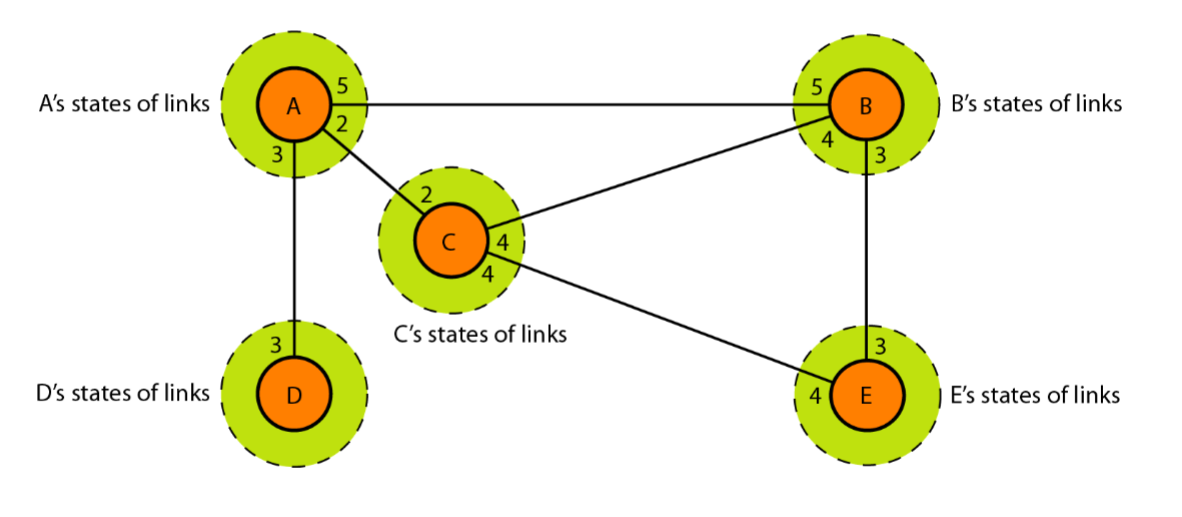 5
5
A's states of links
A
B
B's states of links
2
4
3
3
2
C
4
4
C's states of links
3
3
D's states of links
D
4
E
E's states of links